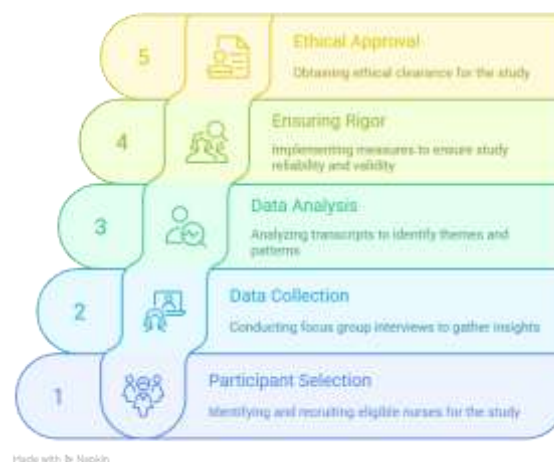 5
Ethical Approval
Obtaining ethical clearance for the study
4
Ensuring Rigor
Implementing measures to ensure study
reliability and validity
3
Data Analysis
Analyzing transcripts to identify themes and
patterns
2
Data Collection
Conducting focus group interviews to gather insights
1
Participant Selection
Identifying and recruiting eligible nurses for the study
Made with Napkin